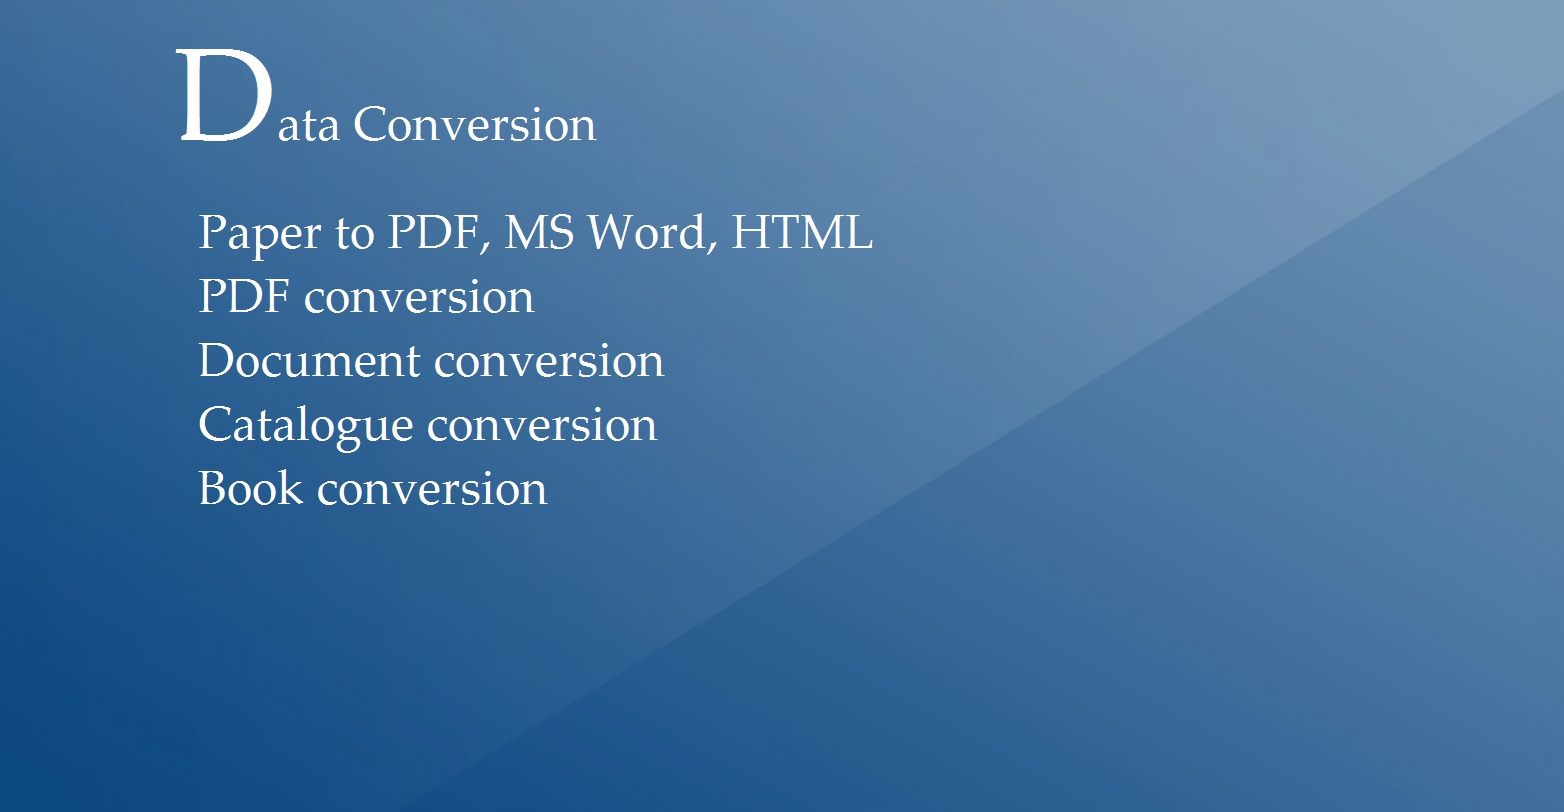 Data Conversion
Paper to PDF, MS Word, HTML
PDF conversion
Document conversion
Catalogue conversion
Book conversion